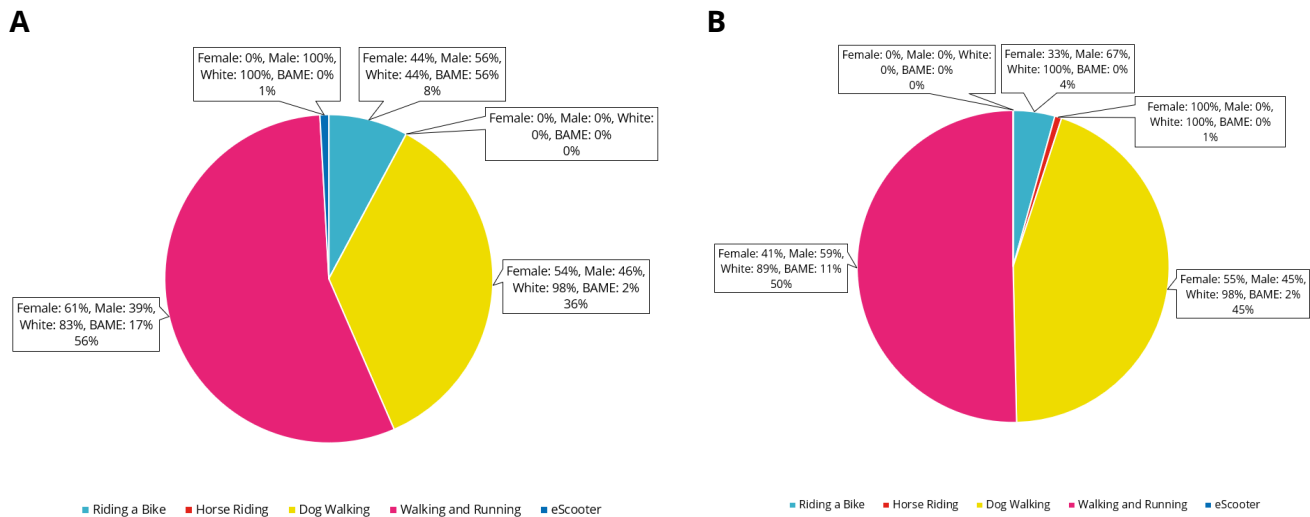 A
Female: 0%, Male: 100%,
White: 100%, BAME: 0%
1%
Female: 44%, Male: 56%,
White: 44%, BAME: 56%
8%
Female: 0%, Male: 0%, White:
0%, BAME: 0%
0%
Female: 54%, Male: 46%,
White: 98%, BAME: 2%
36%
Female: 61%, Male: 39%,
White: 83%, BAME: 17%
56%
Riding a Bike Horse Riding Dog Walking Walking and Running eScooter
B
Female: 0%, Male: 0%, White:
0%, BAME: 0%
0%
Female: 33%, Male: 67%,
White: 100%, BAME: 0%
4%
Female: 100%, Male: 0%,
White: 100%, BAME: 0%
1%
Female: 41%, Male: 59%,
White: 89%, BAME: 11%
50%
Female: 55%, Male: 45%,
White: 98%, BAME: 2%
45%
Riding a Bike Horse Riding Dog Walking Walking and Running eScooter